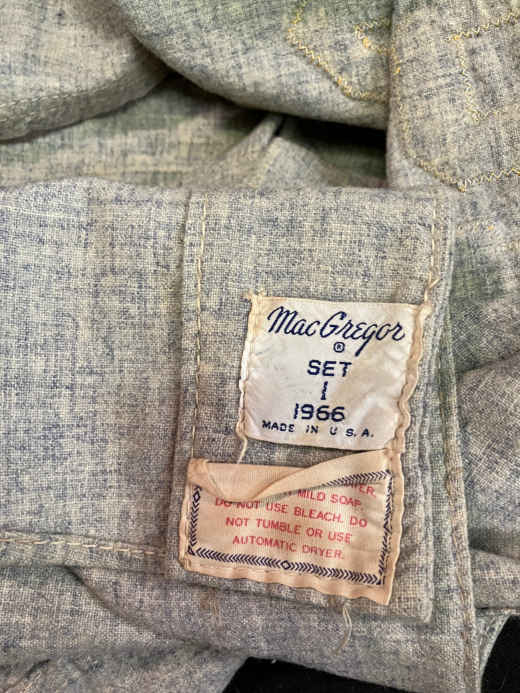 MacGregor
®
SET
1
1966
MADE IN U. S. A.
MILD SOAP
DO NOT USE BLEACH. DO
NOT TUMBLE OR USE
AUTOMATIC DRYER.